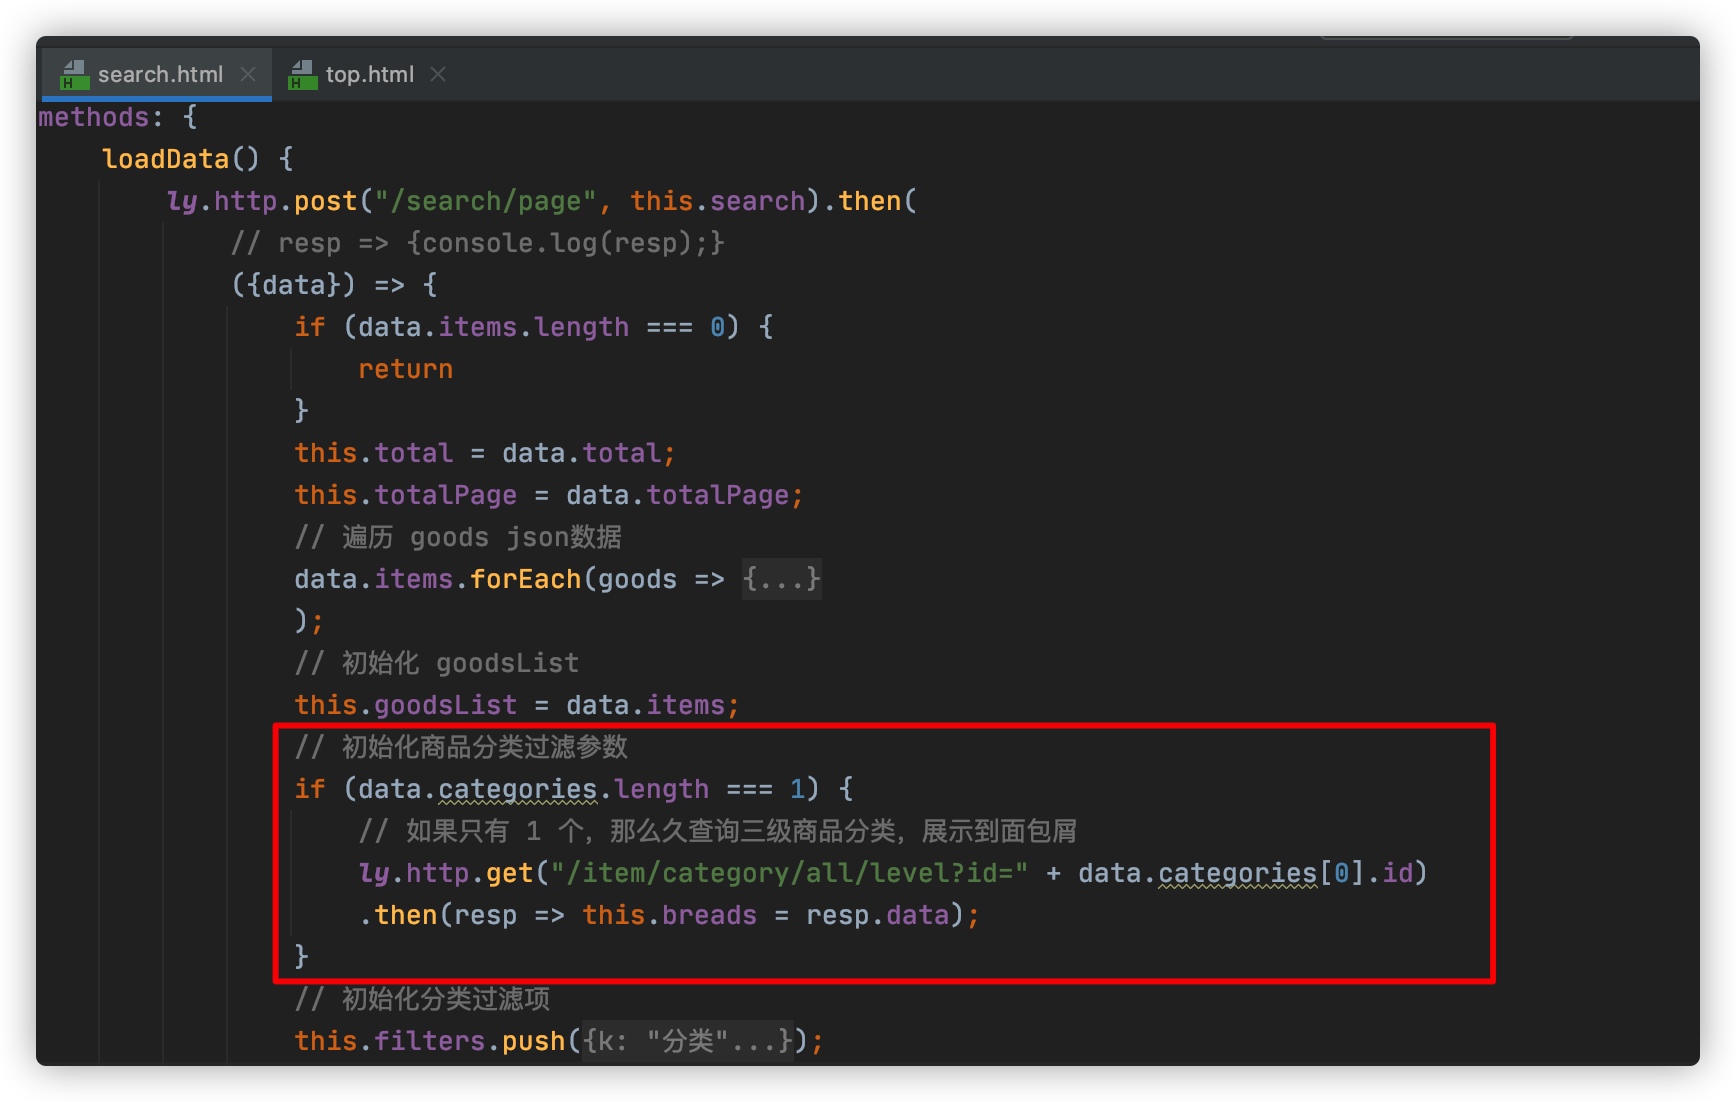 search.html top.html
methods: {
loadData() {
ly.http.post("/search/page", this.search).then(
// resp => {console.log(resp);}
({data}) => {
if (data.items.length === 0) {
return
}
this.total = data.total;
this.totalPage = data.totalPage;
// 遍历 goods json数据
data.items.forEach(goods => {...}
);
// 初始化 goodsList
this.goodsList = data.items;
// 初始化商品分类过滤参数
if (data.categories.length === 1) {
// 如果只有 1 个，那么久查询三级商品分类，展示到面包屑
ly.http.get("/item/category/all/level?id=" + data.categories[0].id)
.then(resp => this.breads = resp.data);
}
// 初始化分类过滤项
this.filters.push({k: "分类"...});